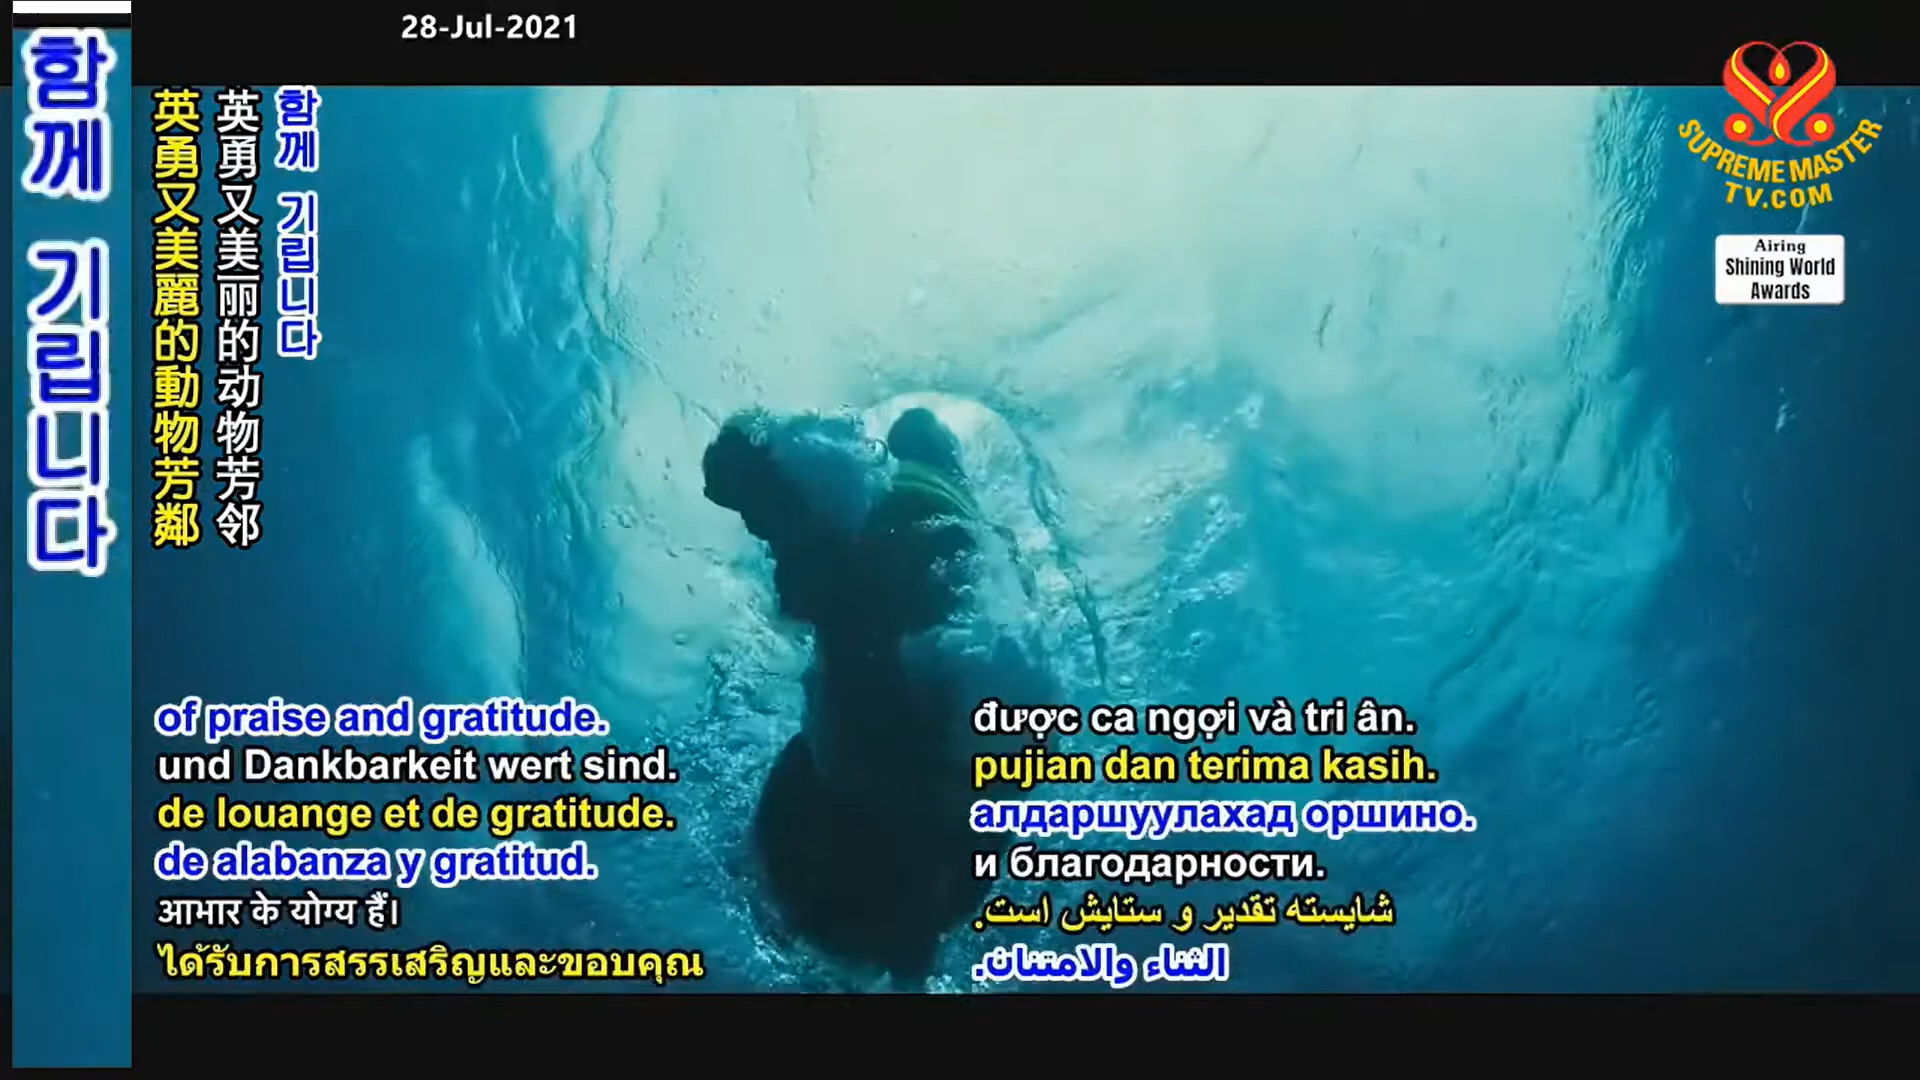 28-Jul-2021
함께 기립니다
英勇又美麗的動物芳鄰
英勇又美丽的动物芳邻
함께 기립니다
SUPREME MASTER
TV.COM
Airing
Shining World
Awards
of praise and gratitude.
und Dankbarkeit wert sind.
de louange et de gratitude.
de alabanza y gratitud.
आभार के योग्य हैं।
ได้รับการสรรเสริญและขอบคุณ
được ca ngợi và tri ân.
pujian dan terima kasih.
алдаршуулахад оршино.
и благодарности.
شایسته تقدیر و ستایش است.
الثناء والامتنان.